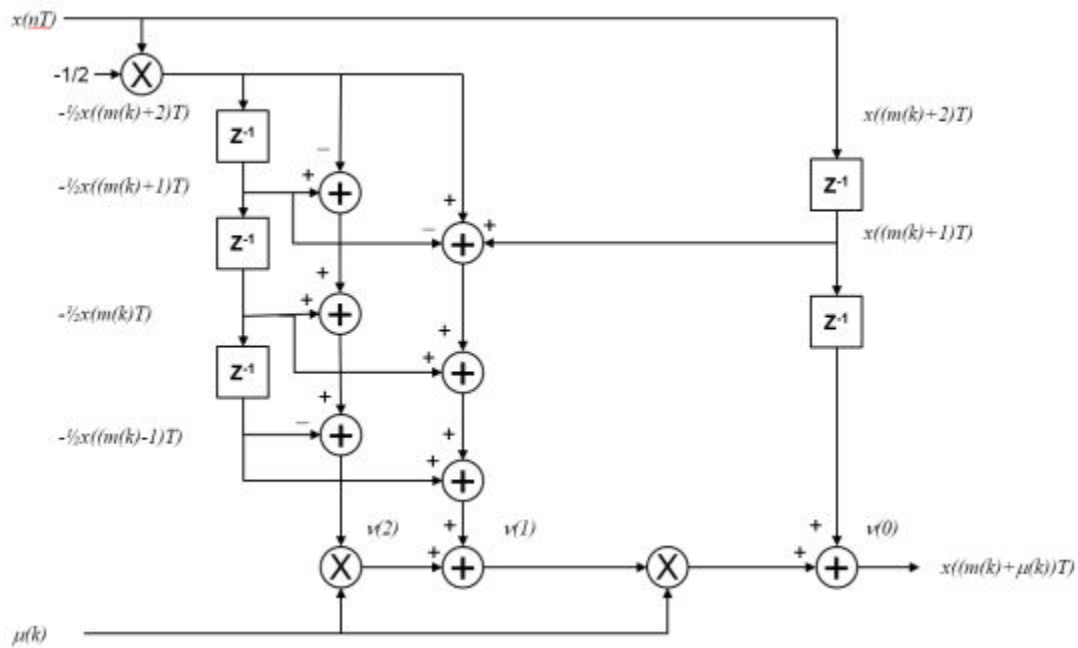 x(nT)
-1/2
X
-½x((m(k)+2)T)
x((m(k)+2)T)
Z-1
–
-½x((m(k)+1)T)
+
+
Z-1
+
+
x((m(k)+1)T)
Z-1
–
+
+
+
-½x(m(k)T)
+
+
+
Z-1
Z-1
+
+
+
-½x((m(k)-1)T)
–
+
+
+
+
v(2)
+
v(1)
+
v(0)
X
+
+
X
+
+
x((m(k)+μ(k))T)
μ(k)